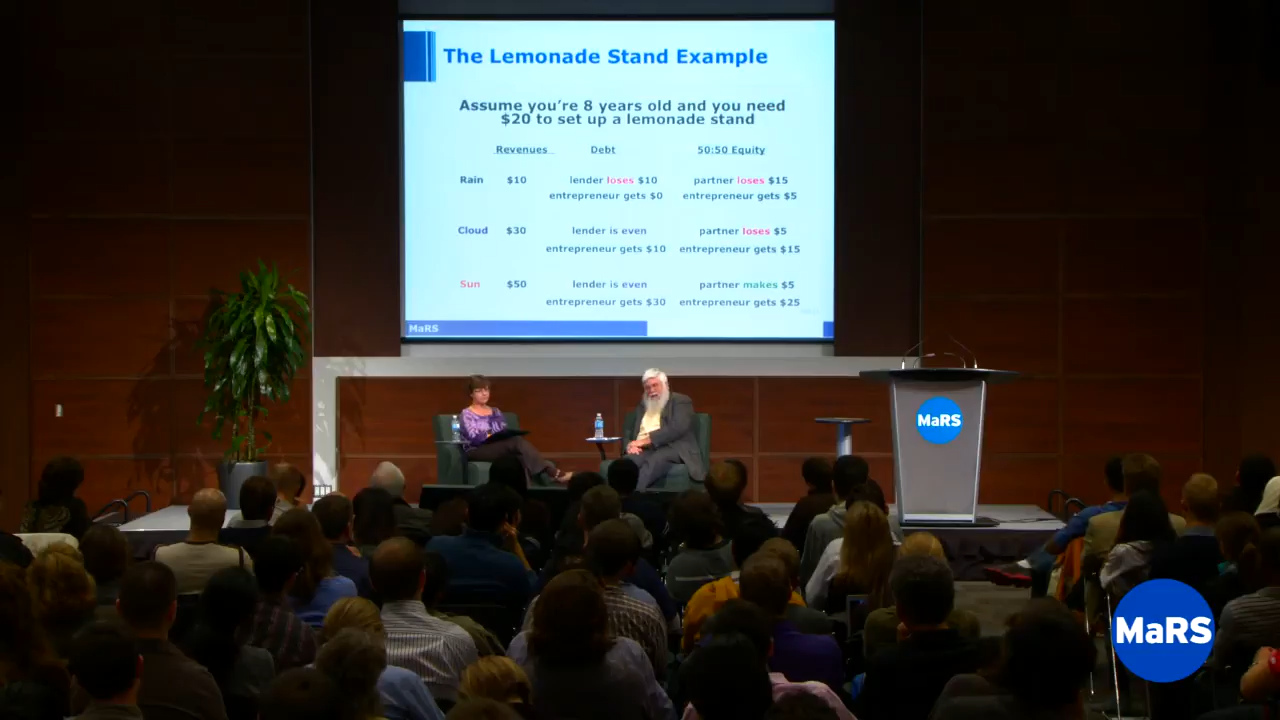 The Lemonade Stand Example
Assume you're 8 years old and you need
$20 to set up a lemonade stand
Revenues Debt 50:50 Equity
Rain $10 lender loses $10 partner loses $15
entrepreneur gets $0 entrepreneur gets $5
Cloud $30 lender is even partner loses $5
entrepreneur gets $10 entrepreneur gets $15
Sun $50 lender is even partner makes $5
entrepreneur gets $30 entrepreneur gets $25
MaRS
MaRS
MaRS